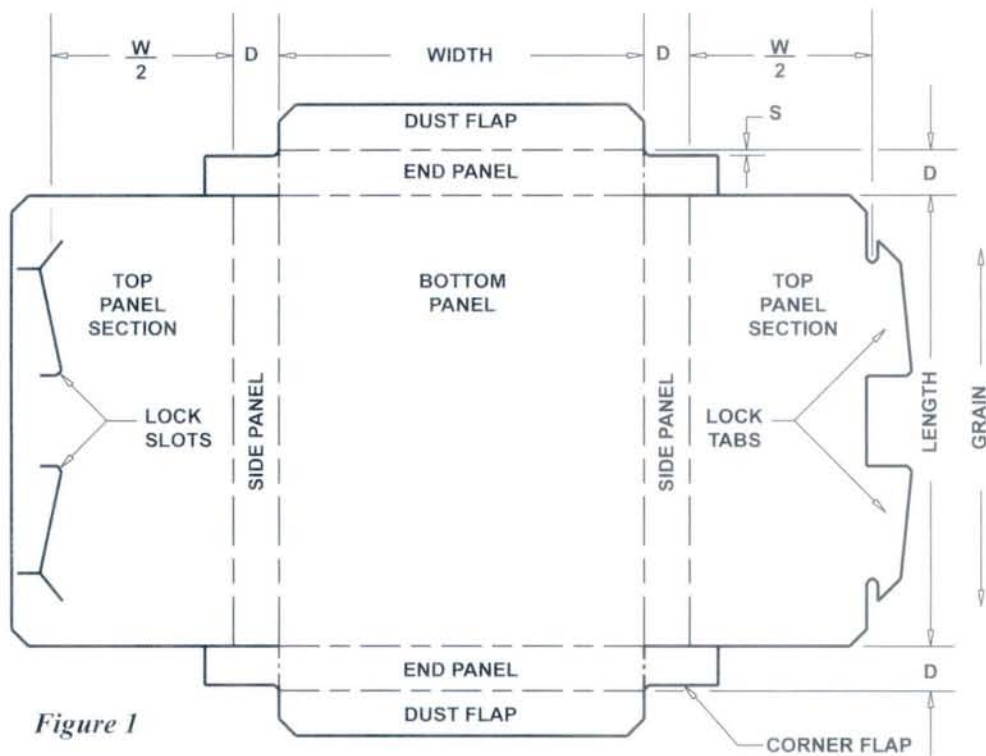 W
2
D
WIDTH
D
W
2
DUST FLAP
S
END PANEL
D
TOP
PANEL
SECTION
BOTTOM
PANEL
TOP
PANEL
SECTION
LOCK
SLOTS
SIDE PANEL
SIDE PANEL
LOCK
TABS
LENGTH
GRAIN
END PANEL
D
DUST FLAP
CORNER FLAP
Figure 1